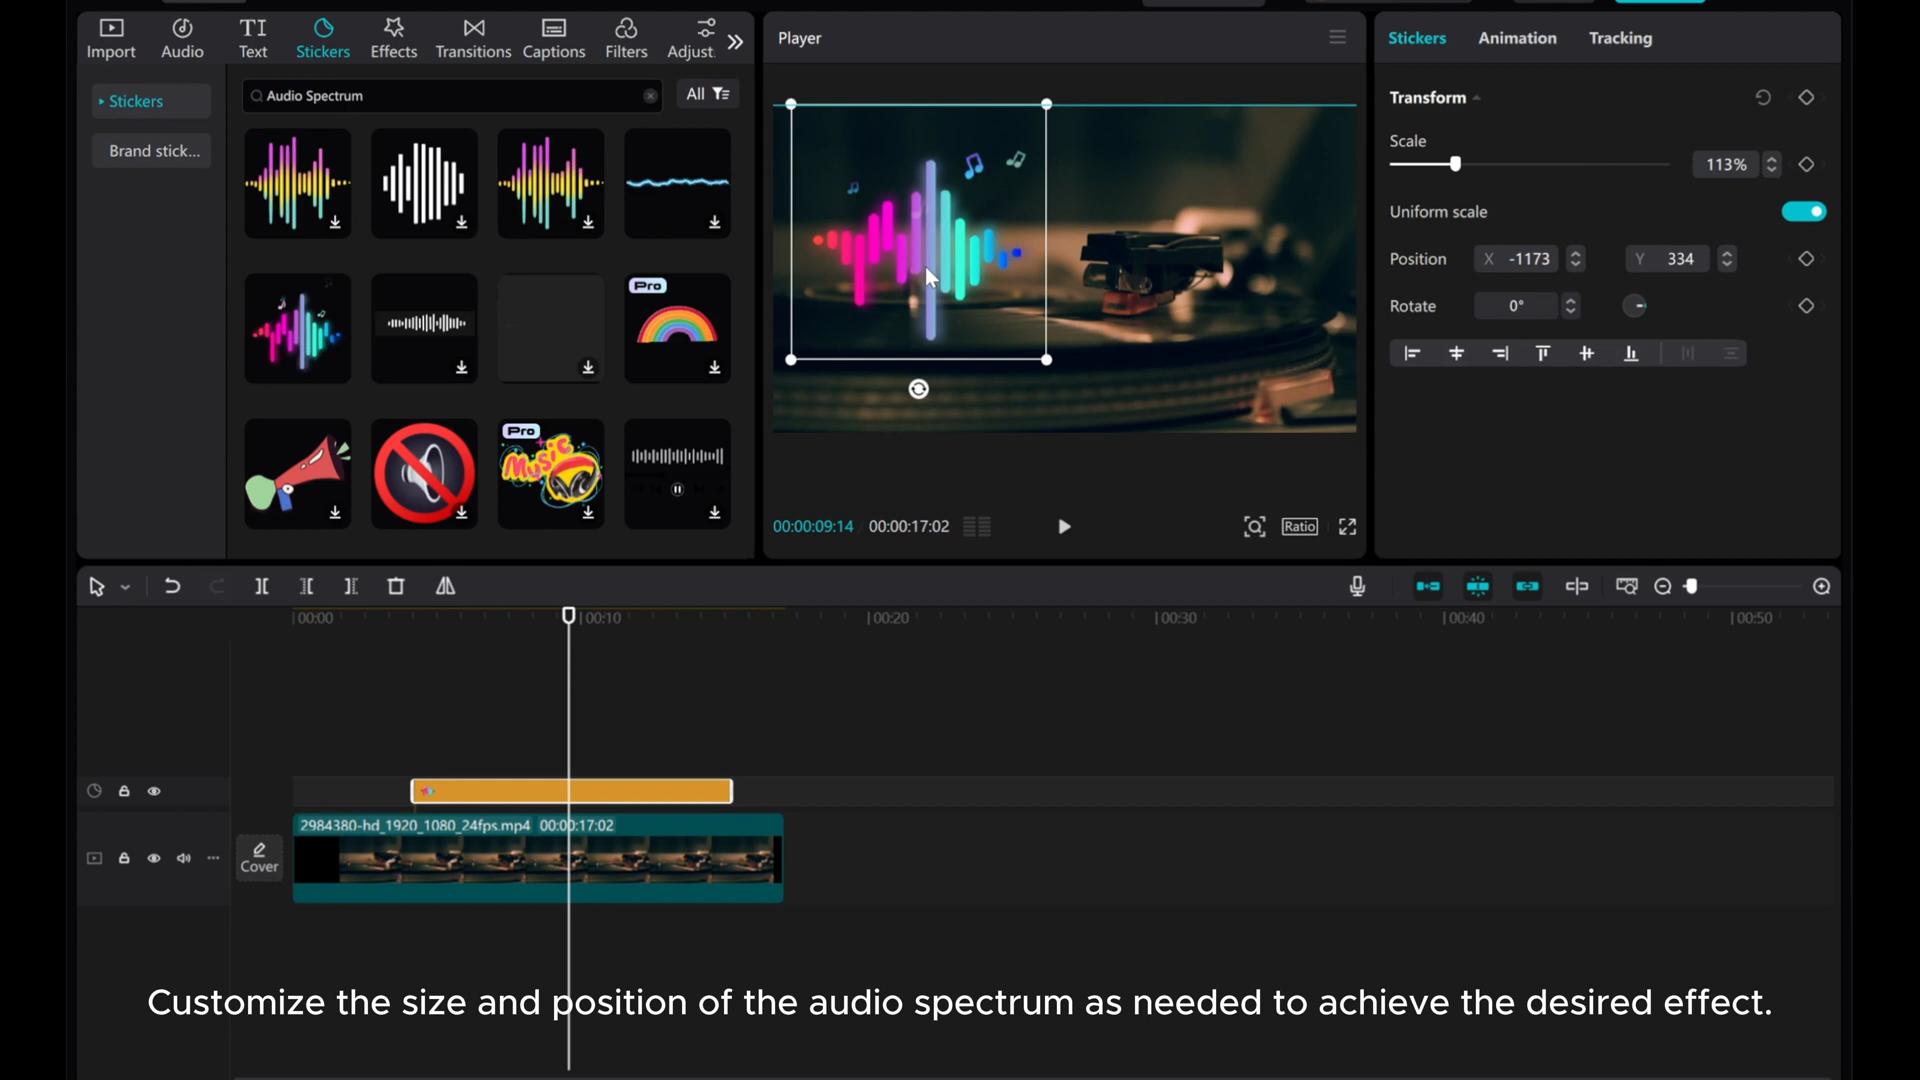 Import
Audio
Text
Stickers
Effects
Transitions
Captions
Filters
Adjust
Stickers
Brand stick...
Audio Spectrum
All
Pro
Pro
Music
Player
00:00:09:14
00:00:17:02
Ratio
Stickers
Animation
Tracking
Transform
Scale
113%
Uniform scale
Position
X -1173
Y 334
Rotate
0°
00:00
00:10
00:20
00:30
00:40
00:50
2984380-hd_1920_1080_24fps.mp4 00:00:17:02
Cover
Customize the size and position of the audio spectrum as needed to achieve the desired effect.